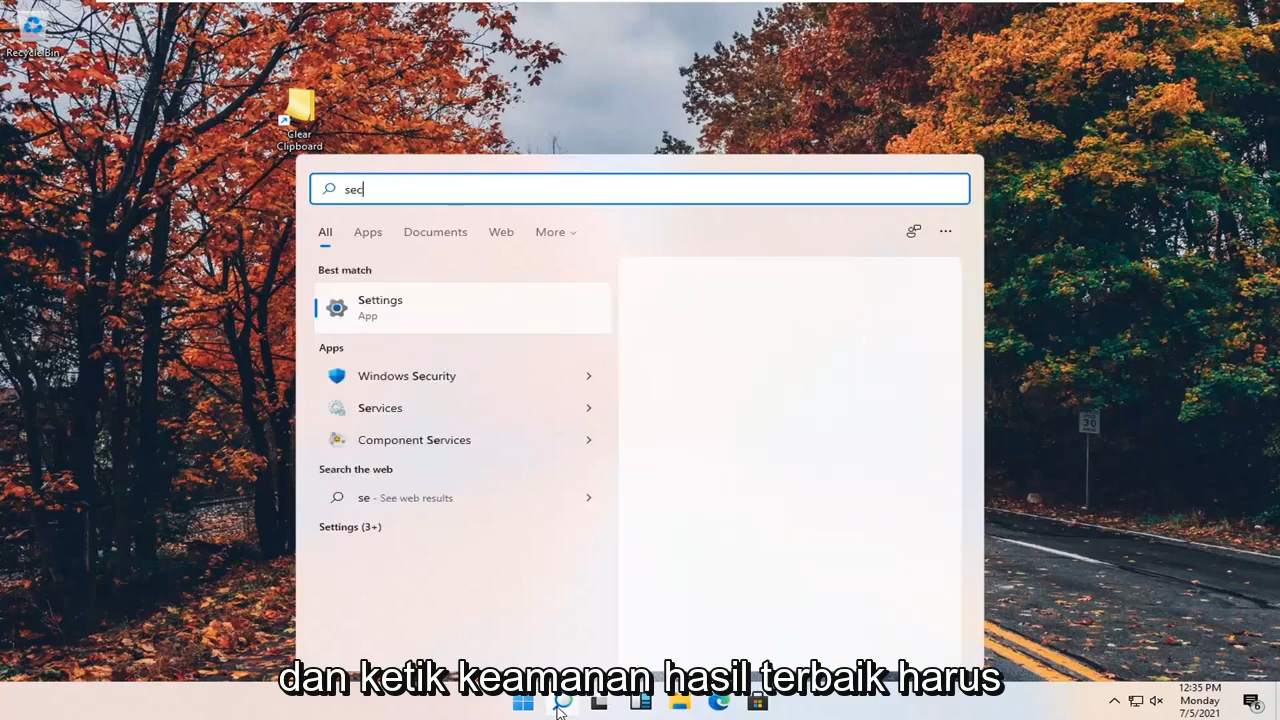 Recycle Bin
Clear
Clipboard
sec
All Apps Documents Web More
Best match
Settings
App
Apps
Windows Security
Services
Component Services
Search the web
se - See web results
Settings (3+)
30
dan ketik keamanan hasil terbaik harus
12:35 PM
Monday
7/5/2021
6